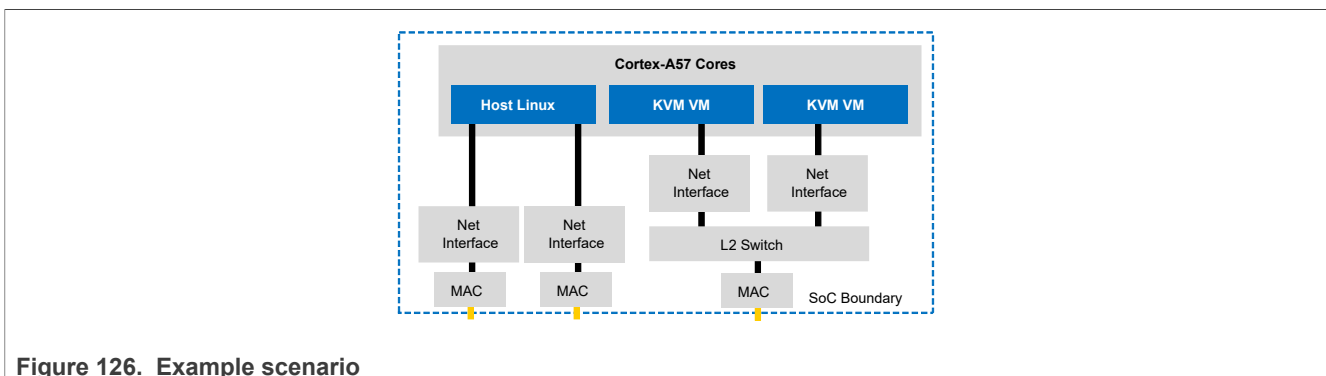 Cortex-A57 Cores
Host Linux
KVM VM
KVM VM
Net
Interface
Net
Interface
Net
Interface
Net
Interface
L2 Switch
MAC
MAC
MAC
SoC Boundary
Figure 126. Example scenario